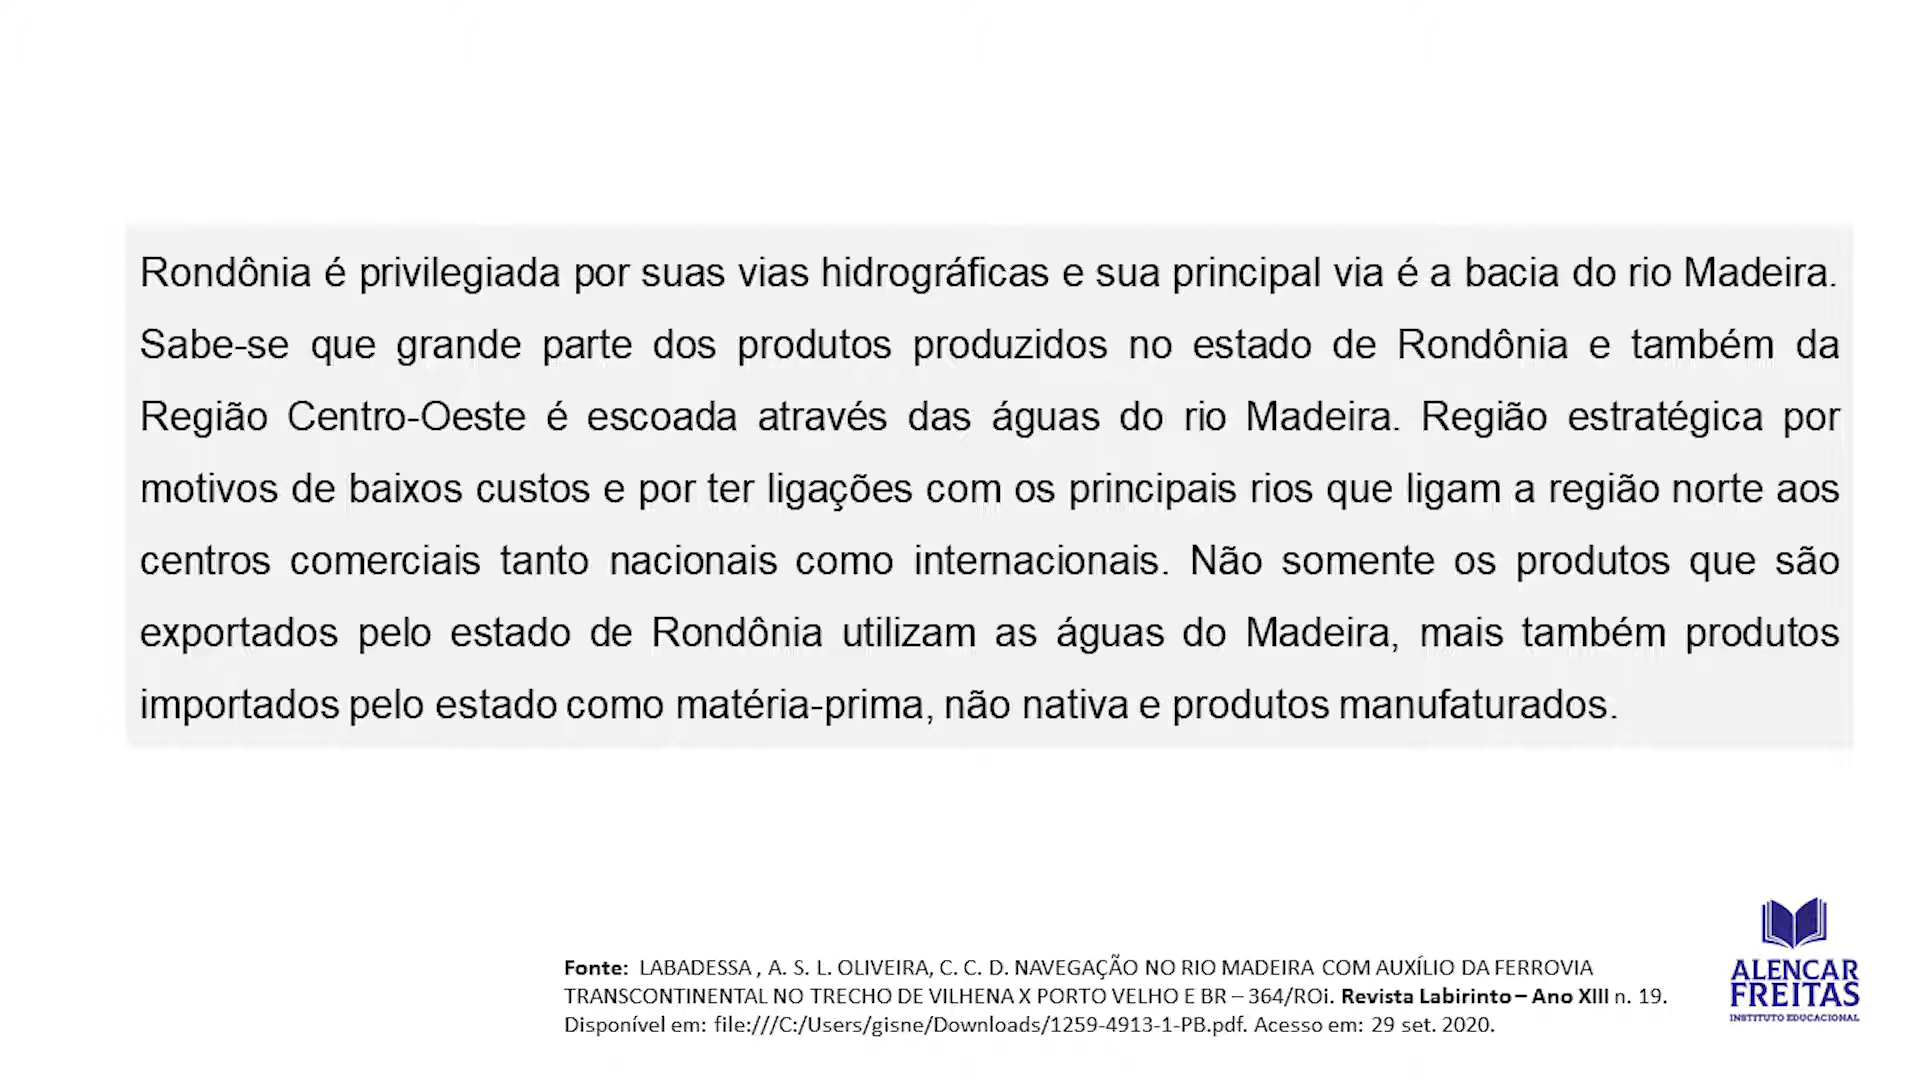 Rondônia é privilegiada por suas vias hidrográficas e sua principal via é a bacia do rio Madeira.
Sabe-se que grande parte dos produtos produzidos no estado de Rondônia e também da
Região Centro-Oeste é escoada através das águas do rio Madeira. Região estratégica por
motivos de baixos custos e por ter ligações com os principais rios que ligam a região norte aos
centros comerciais tanto nacionais como internacionais. Não somente os produtos que são
exportados pelo estado de Rondônia utilizam as águas do Madeira, mais também produtos
importados pelo estado como matéria-prima, não nativa e produtos manufaturados.
Fonte: LABADESSA , A. S. L. OLIVEIRA, C. C. D. NAVEGAÇÃO NO RIO MADEIRA COM AUXÍLIO DA FERROVIA
TRANSCONTINENTAL NO TRECHO DE VILHENA X PORTO VELHO E BR – 364/ROi. Revista Labirinto – Ano XIII n. 19.
Disponível em: file:///C:/Users/gisne/Downloads/1259-4913-1-PB.pdf. Acesso em: 29 set. 2020.
ALENCAR
FREITAS
INSTITUTO EDUCACIONAL